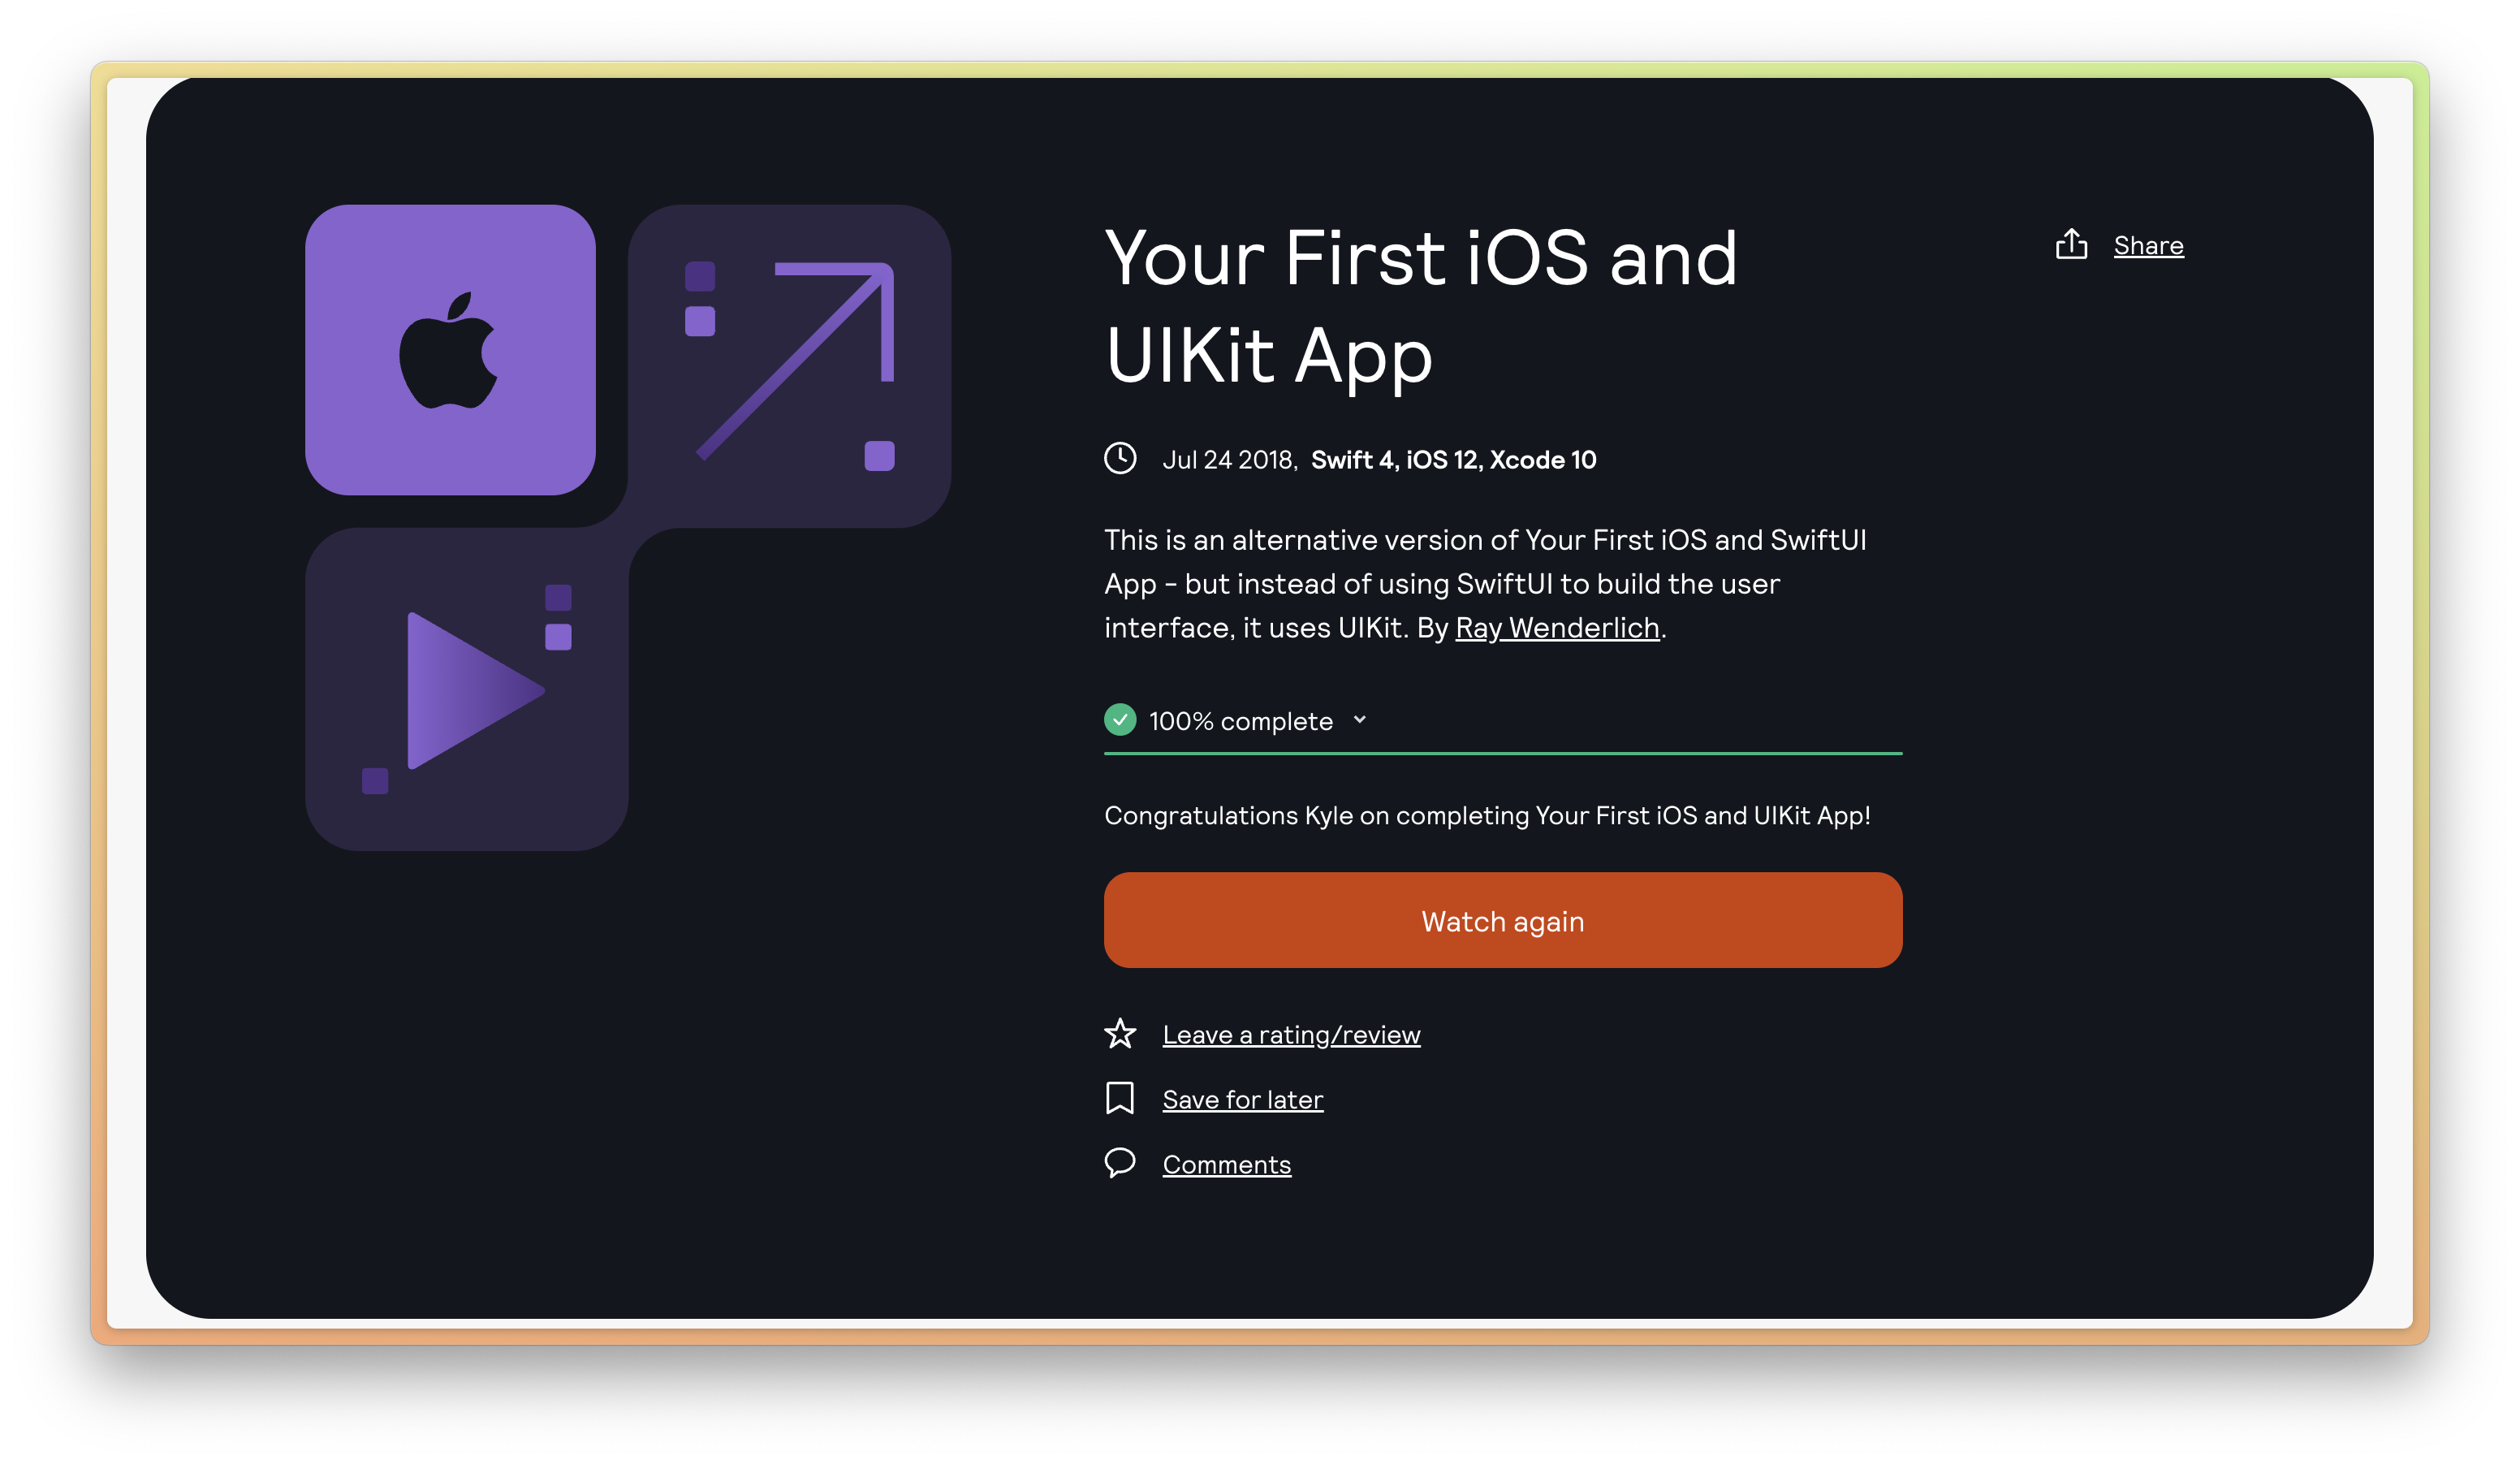 Your First iOS and
UIKit App
Share
Jul 24 2018, Swift 4, iOS 12, Xcode 10
This is an alternative version of Your First iOS and SwiftUI
App - but instead of using SwiftUI to build the user
interface, it uses UIKit. By Ray Wenderlich.
100% complete
Congratulations Kyle on completing Your First iOS and UIKit App!
Watch again
Leave a rating/review
Save for later
Comments